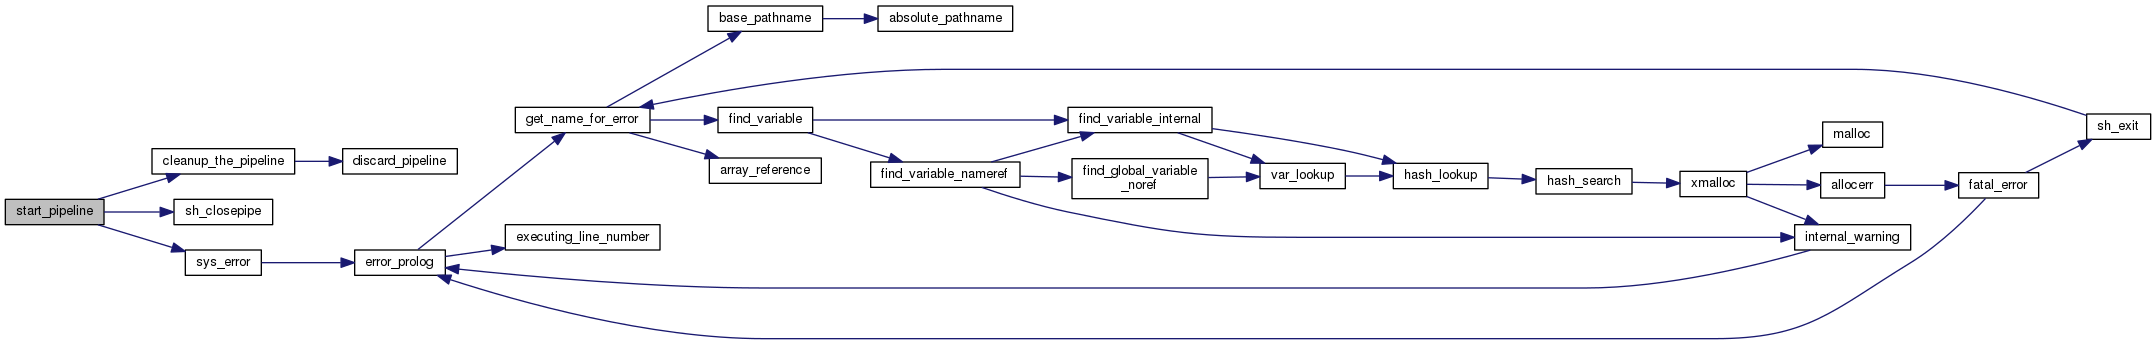 base_pathname
absolute_pathname
get_name_for_error
find_variable
find_variable_internal
sh_exit
malloc
cleanup_the_pipeline
discard_pipeline
array_reference
find_variable_nameref
find_global_variable
_noref
var_lookup
hash_lookup
hash_search
xmalloc
allocerr
fatal_error
start_pipeline
sh_closepipe
executing_line_number
internal_warning
sys_error
error_prolog